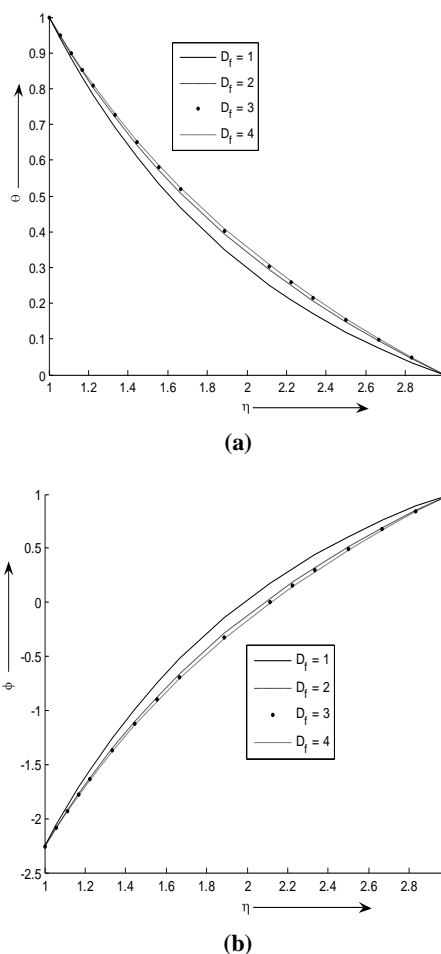 1
0.9
0.8
0.7
0.6
0.5
0.4
0.3
0.2
0.1
0
θ
D_f = 1
D_f = 2
D_f = 3
D_f = 4
1 1.2 1.4 1.6 1.8 2 2.2 2.4 2.6 2.8
η
(a)
1
0.5
0
-0.5
-1
-1.5
-2
-2.5
ϕ
D_f = 1
D_f = 2
D_f = 3
D_f = 4
1 1.2 1.4 1.6 1.8 2 2.2 2.4 2.6 2.8
η
(b)